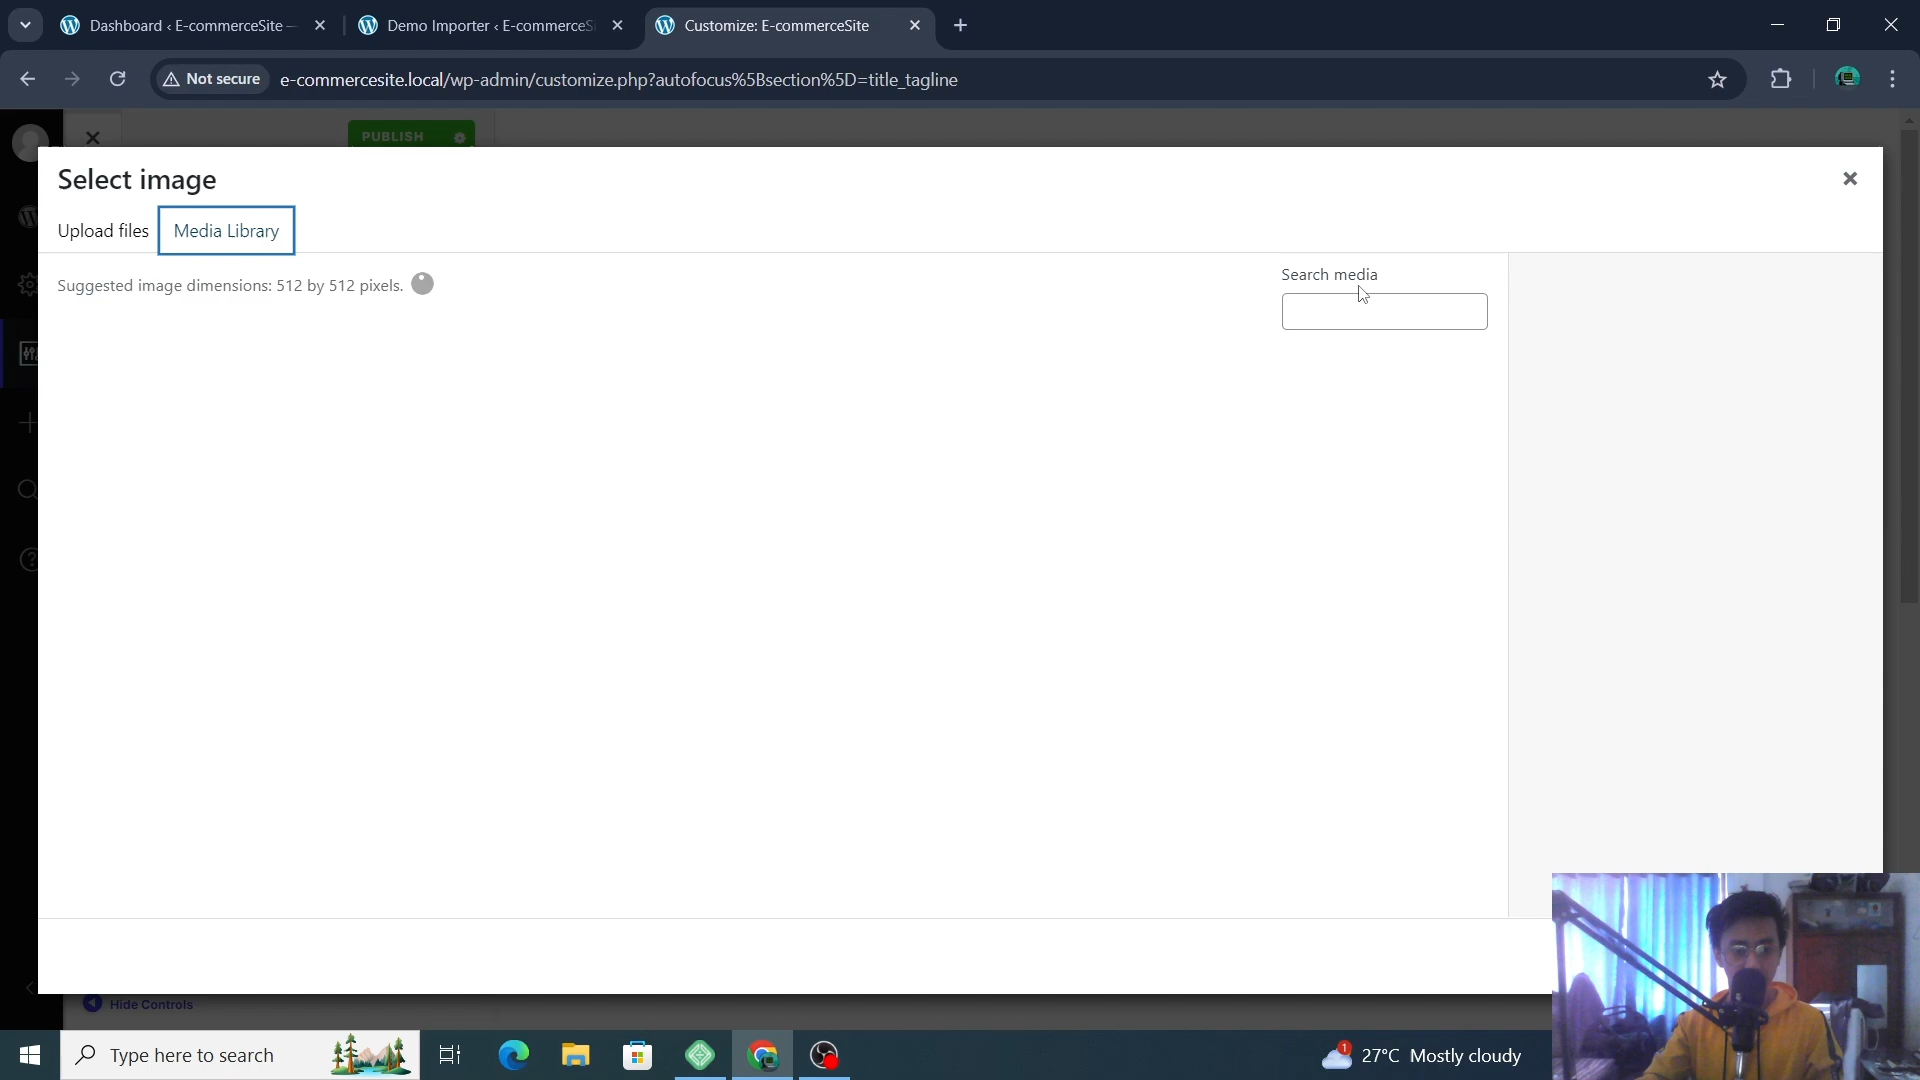 Dashboard ‹ E-commerceSite —
Demo Importer ‹ E-commerceSi
Customize: E-commerceSite
Not secure
e-commercesite.local/wp-admin/customize.php?autofocus%5Bsection%5D=title_tagline
PUBLISH
Select image
Upload files
Media Library
Suggested image dimensions: 512 by 512 pixels.
Search media
Hide Controls
Type here to search
1
27°C Mostly cloudy